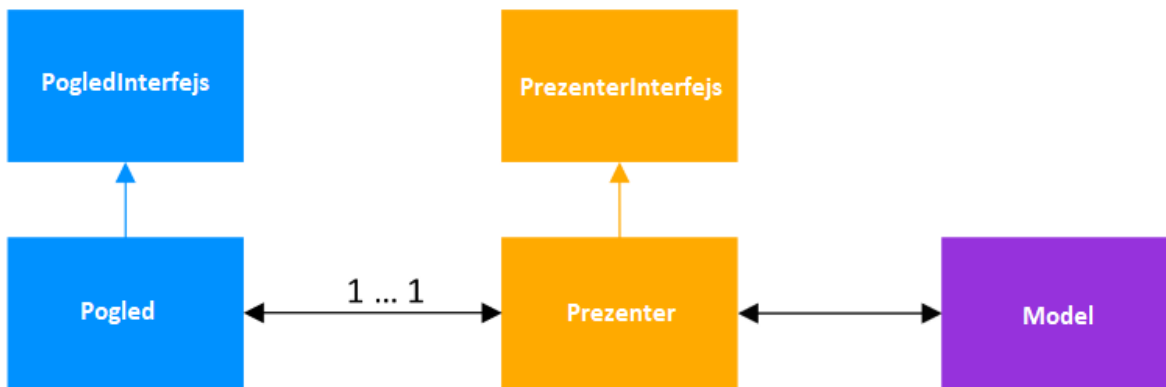 PogledInterfejs
PrezenterInterfejs
1 ... 1
Pogled
Prezenter
Model